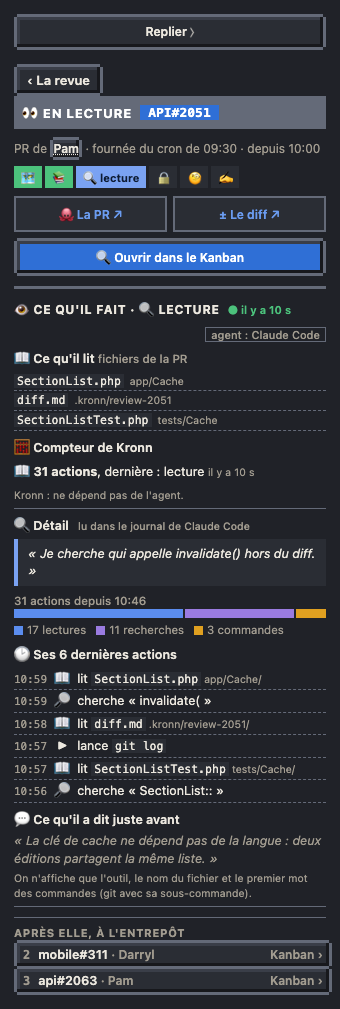 Replier ⟩
‹ La revue
👀 EN LECTURE API#2051
PR de Pam · fournée du cron de 09:30 · depuis 10:00
🔍 lecture
🐙 La PR ↗
± Le diff ↗
🔍 Ouvrir dans le Kanban
👁 CE QU'IL FAIT · 🔍 LECTURE ● il y a 10 s
agent : Claude Code
📖 Ce qu'il lit fichiers de la PR
SectionList.php app/Cache
diff.md .kronn/review-2051
SectionListTest.php tests/Cache
🧮 Compteur de Kronn
📖 31 actions, dernière : lecture il y a 10 s
Kronn : ne dépend pas de l'agent.
🔍 Détail lu dans le journal de Claude Code
« Je cherche qui appelle invalidate() hors du diff.
»
31 actions depuis 10:46
17 lectures 11 recherches 3 commandes
🕒 Ses 6 dernières actions
10:59 📖 lit SectionList.php app/Cache/
10:59 🔎 cherche « invalidate( »
10:58 📖 lit diff.md .kronn/review-2051/
10:57 ▶ lance git log
10:57 📖 lit SectionListTest.php tests/Cache/
10:56 🔎 cherche « SectionList:: »
💬 Ce qu'il a dit juste avant
« La clé de cache ne dépend pas de la langue : deux
éditions partagent la même liste. »
On n'affiche que l'outil, le nom du fichier et le premier mot
des commandes (git avec sa sous-commande).
APRÈS ELLE, À L'ENTREPÔT
2 mobile#311 · Darryl Kanban ›
3 api#2063 · Pam Kanban ›